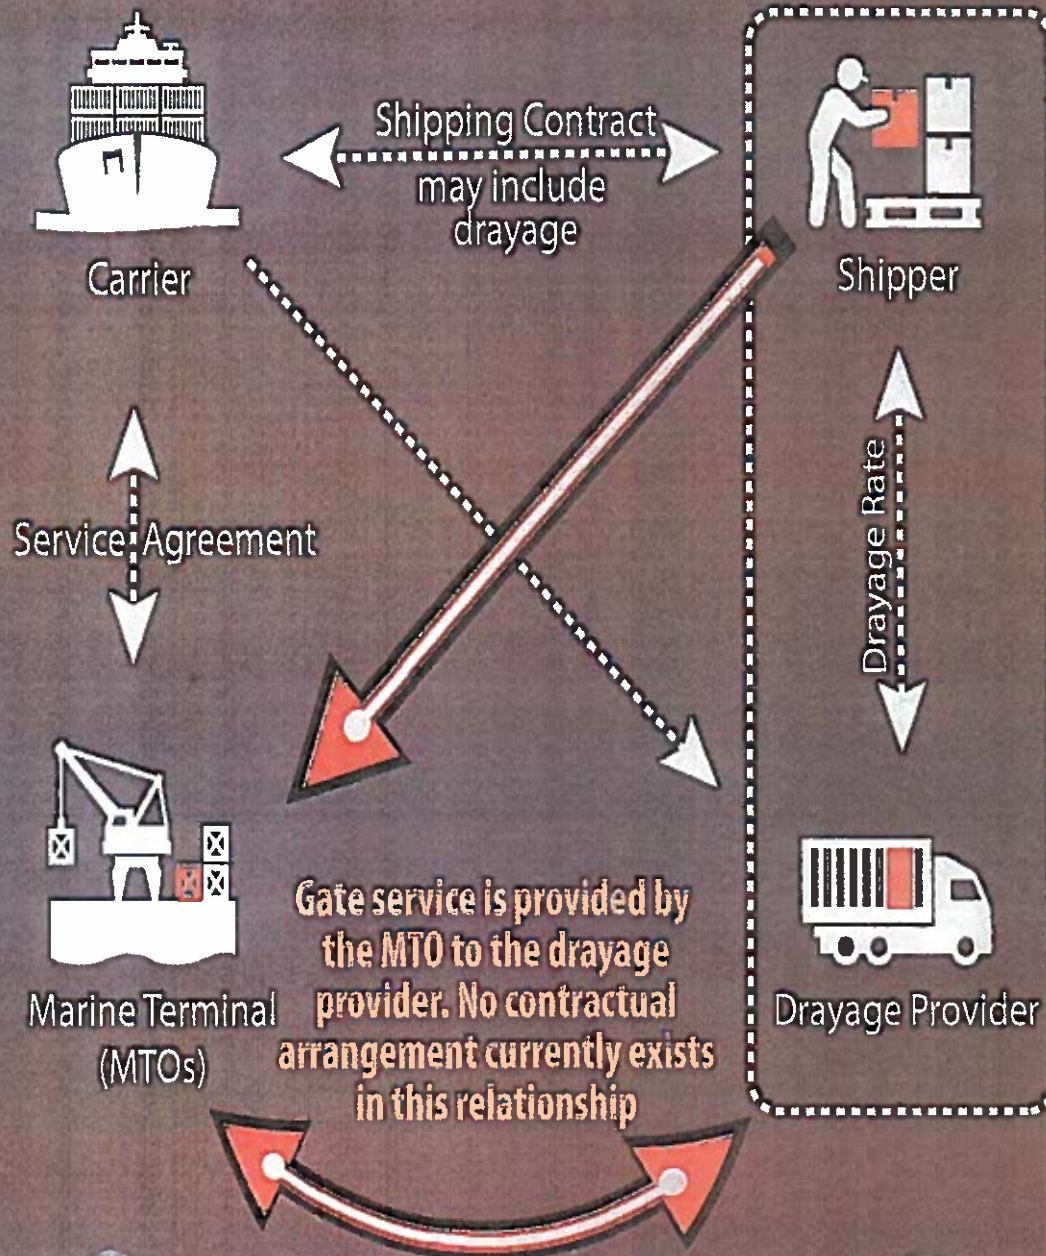 Shipping Contract
may include
drayage
Carrier
Shipper
Service Agreement
Drayage Rate
Gate service is provided by
the MTO to the drayage
provider. No contractual
arrangement currently exists
in this relationship
Marine Terminal
(MTOs)
Drayage Provider